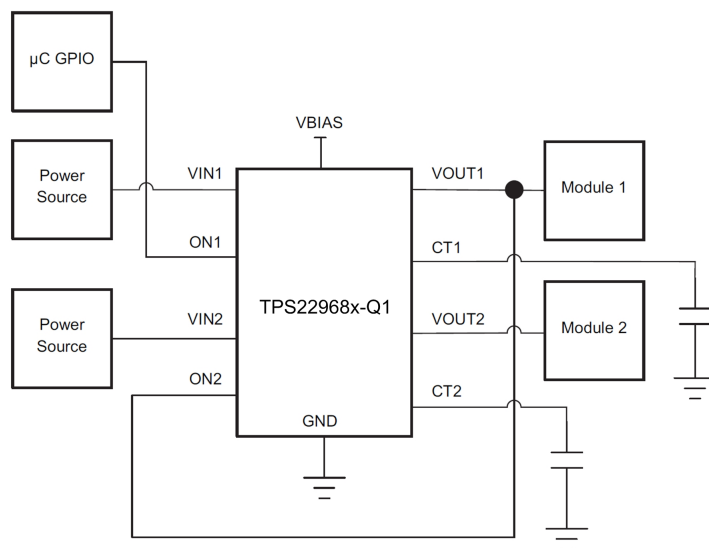 µC GPIO
VBIAS
Power
Source
VIN1
VOUT1
Module 1
ON1
CT1
TPS22968x-Q1
Power
Source
VIN2
VOUT2
Module 2
ON2
CT2
GND